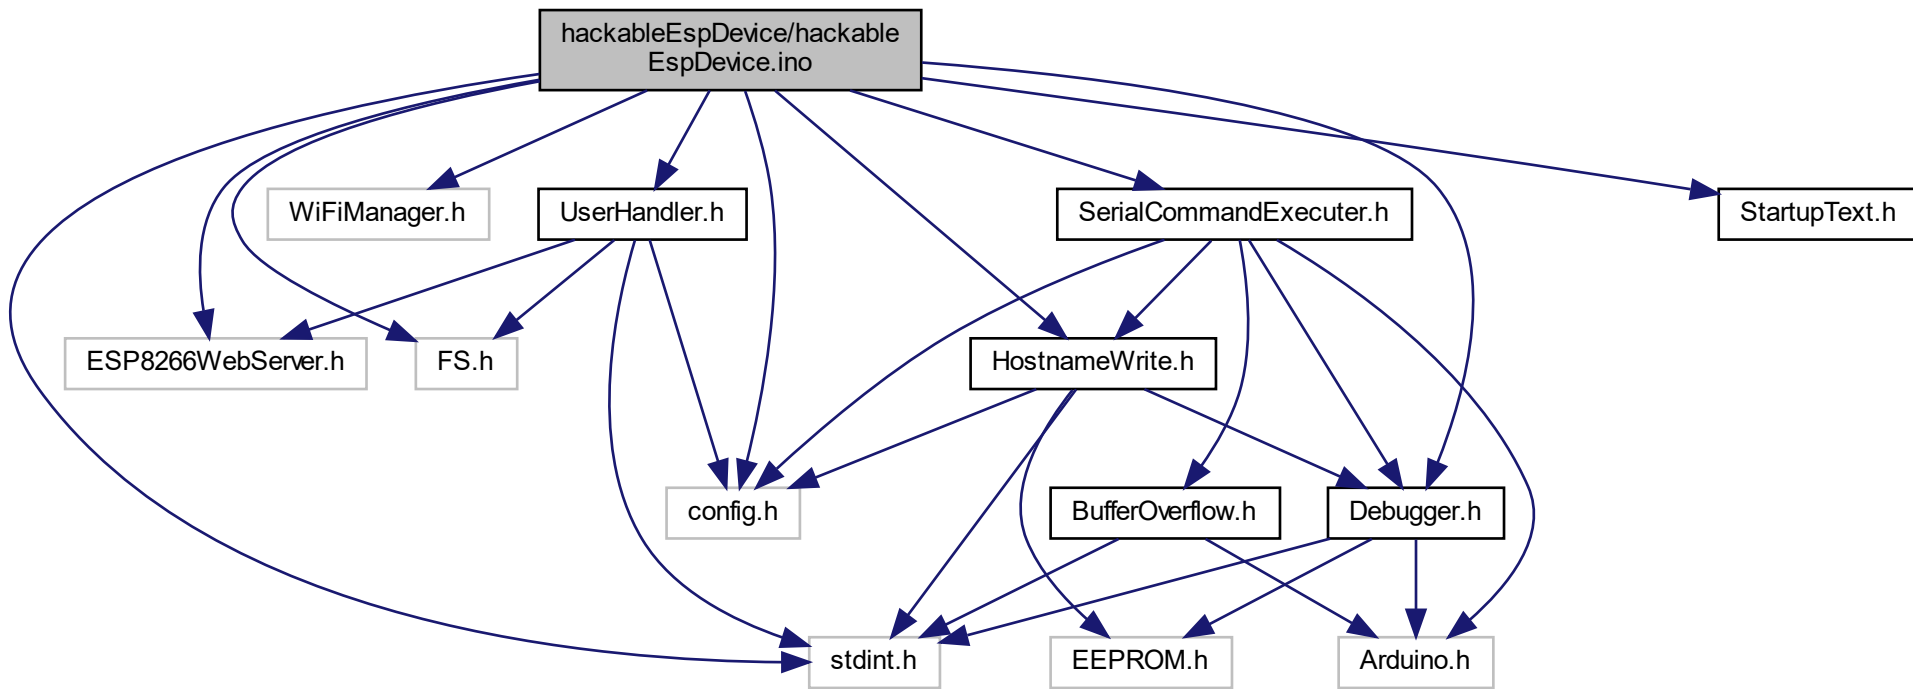 hackableEspDevice/hackable
EspDevice.ino
WiFiManager.h
UserHandler.h
SerialCommandExecuter.h
StartupText.h
ESP8266WebServer.h
FS.h
HostnameWrite.h
config.h
BufferOverflow.h
Debugger.h
stdint.h
EEPROM.h
Arduino.h